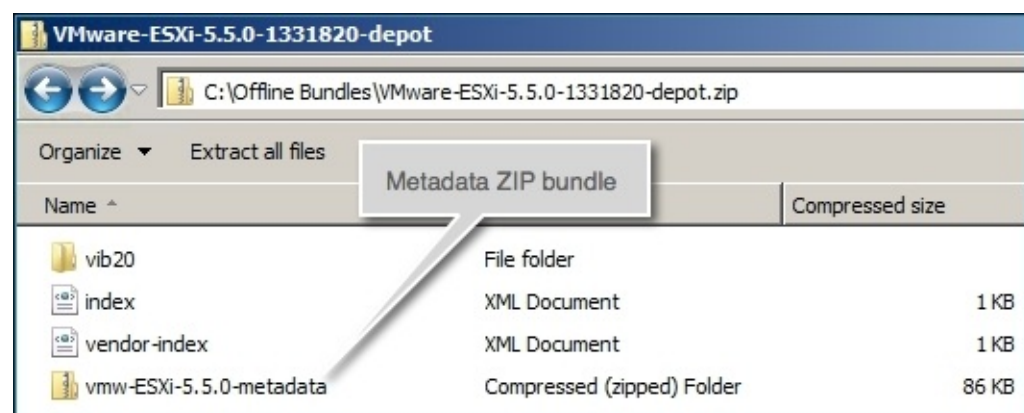 VMware-ESXi-5.5.0-1331820-depot
C:\Offline Bundles\VMware-ESXi-5.5.0-1331820-depot.zip
Organize Extract all files
Metadata ZIP bundle
Name Compressed size
vib20 File folder
index XML Document 1 KB
vendor-index XML Document 1 KB
vmw-ESXi-5.5.0-metadata Compressed (zipped) Folder 86 KB